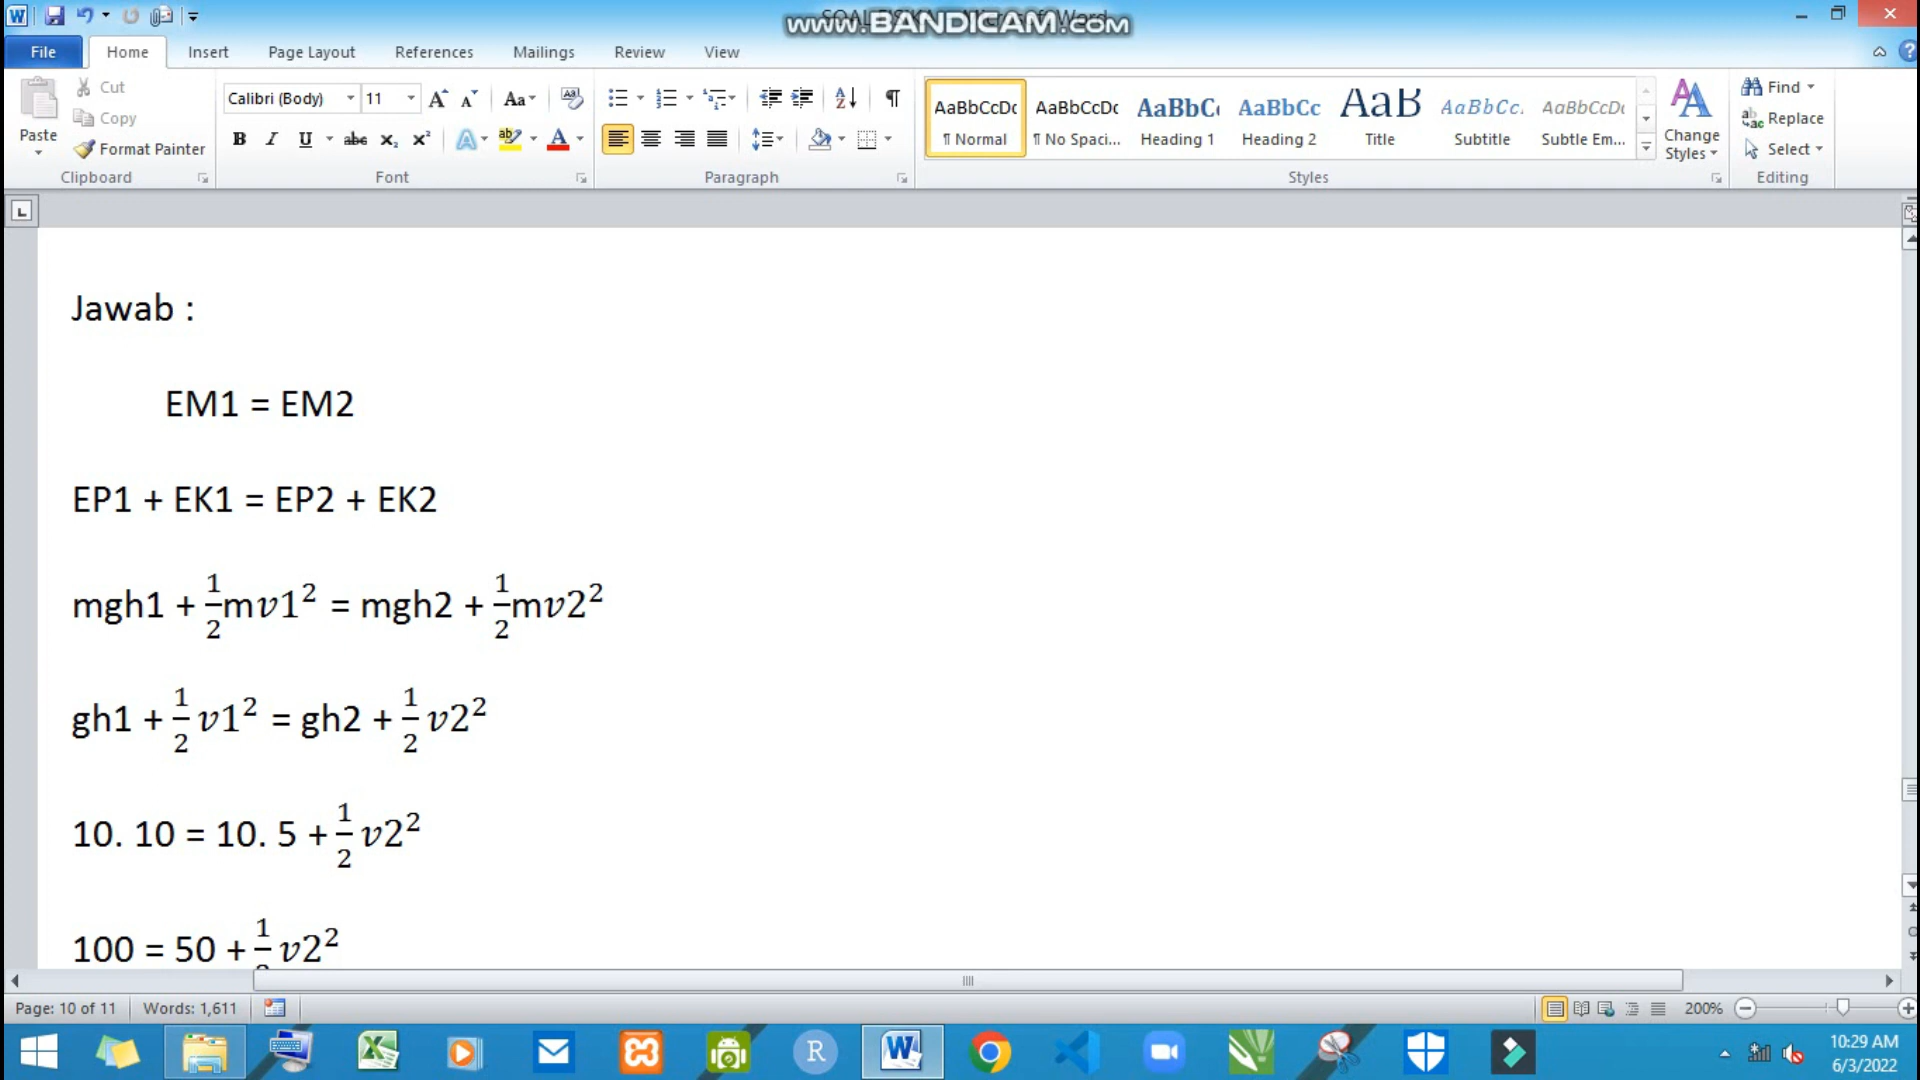 www.BANDICAM.com
File Home Insert Page Layout References Mailings Review View
Cut
Copy
Format Painter
Paste
Clipboard
Calibri (Body) 11
Font
Paragraph
AaBbCcDc AaBbCcDc AaBbC AaBbCc AaB AaBbCc. AaBbCcDc
¶ Normal ¶ No Spaci... Heading 1 Heading 2 Title Subtitle Subtle Em...
Change Styles
Styles
Find
Replace
Select
Editing
Jawab :
EM1 = EM2
EP1 + EK1 = EP2 + EK2
mgh1 + 1/2 mv1² = mgh2 + 1/2 mv2²
gh1 + 1/2 v1² = gh2 + 1/2 v2²
10. 10 = 10. 5 + 1/2 v2²
100 = 50 + 1/2 v2²
Page: 10 of 11 Words: 1,611 200%
10:29 AM
6/3/2022